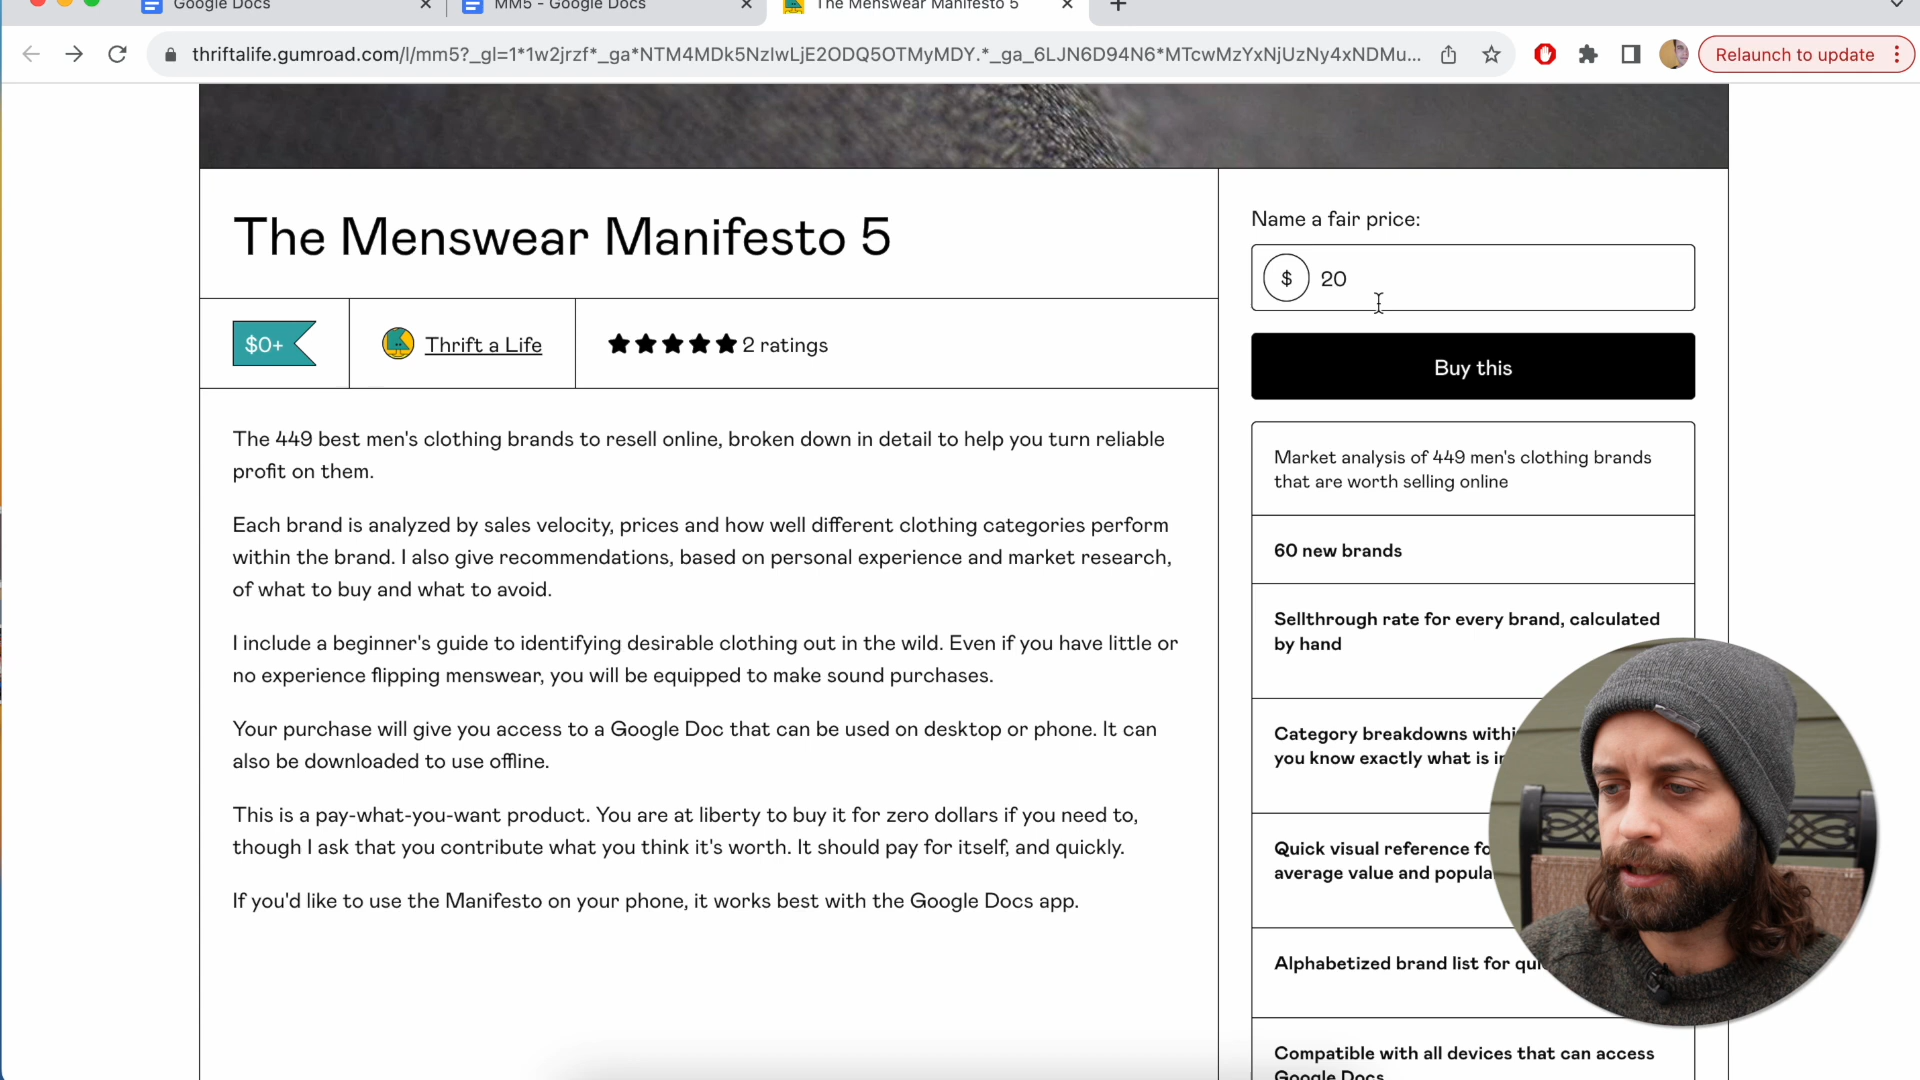 Google Docs
MM5 - Google Docs
The Menswear Manifesto 5
thriftalife.gumroad.com/l/mm5?_gl=1*1w2jrzf*_ga*NTM4MDk5NzIwLjE2ODQ5OTMyMDY.*_ga_6LJN6D94N6*MTcwMzYxNjUzNy4xNDMu...
Relaunch to update
The Menswear Manifesto 5
$0+
Thrift a Life
2 ratings
The 449 best men's clothing brands to resell online, broken down in detail to help you turn reliable
profit on them.
Each brand is analyzed by sales velocity, prices and how well different clothing categories perform
within the brand. I also give recommendations, based on personal experience and market research,
of what to buy and what to avoid.
I include a beginner's guide to identifying desirable clothing out in the wild. Even if you have little or
no experience flipping menswear, you will be equipped to make sound purchases.
Your purchase will give you access to a Google Doc that can be used on desktop or phone. It can
also be downloaded to use offline.
This is a pay-what-you-want product. You are at liberty to buy it for zero dollars if you need to,
though I ask that you contribute what you think it's worth. It should pay for itself, and quickly.
If you'd like to use the Manifesto on your phone, it works best with the Google Docs app.
Name a fair price:
$ 20
Buy this
Market analysis of 449 men's clothing brands
that are worth selling online
60 new brands
Sellthrough rate for every brand, calculated
by hand
Category breakdowns
you know exactly what is
Quick visual reference
average value and
Alphabetized brand list for
Compatible with all devices that can access
Google Docs